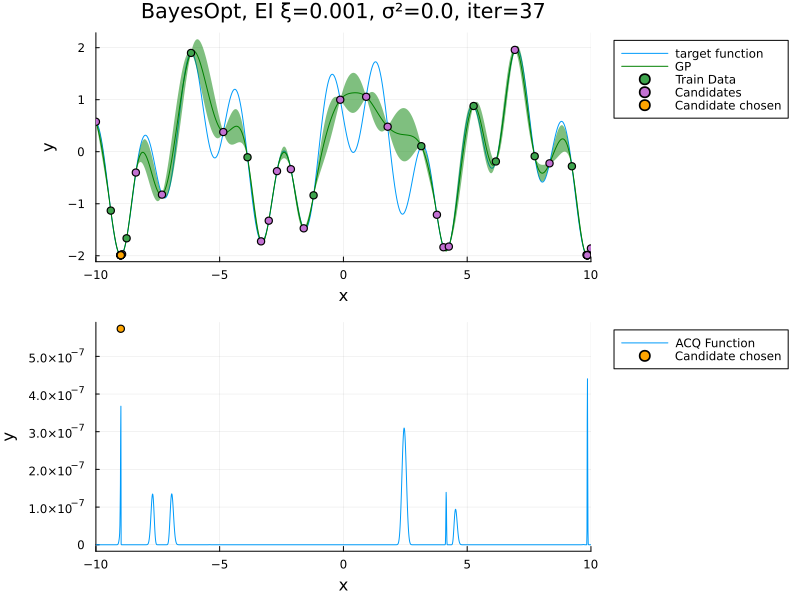 BayesOpt, EI ξ=0.001, σ²=0.0, iter=37
2
1
0
−1
−2
y
−10
−5
0
5
10
x
target function
GP
Train Data
Candidates
Candidate chosen
5.0×10⁻⁷
4.0×10⁻⁷
3.0×10⁻⁷
2.0×10⁻⁷
1.0×10⁻⁷
0
y
−10
−5
0
5
10
x
ACQ Function
Candidate chosen